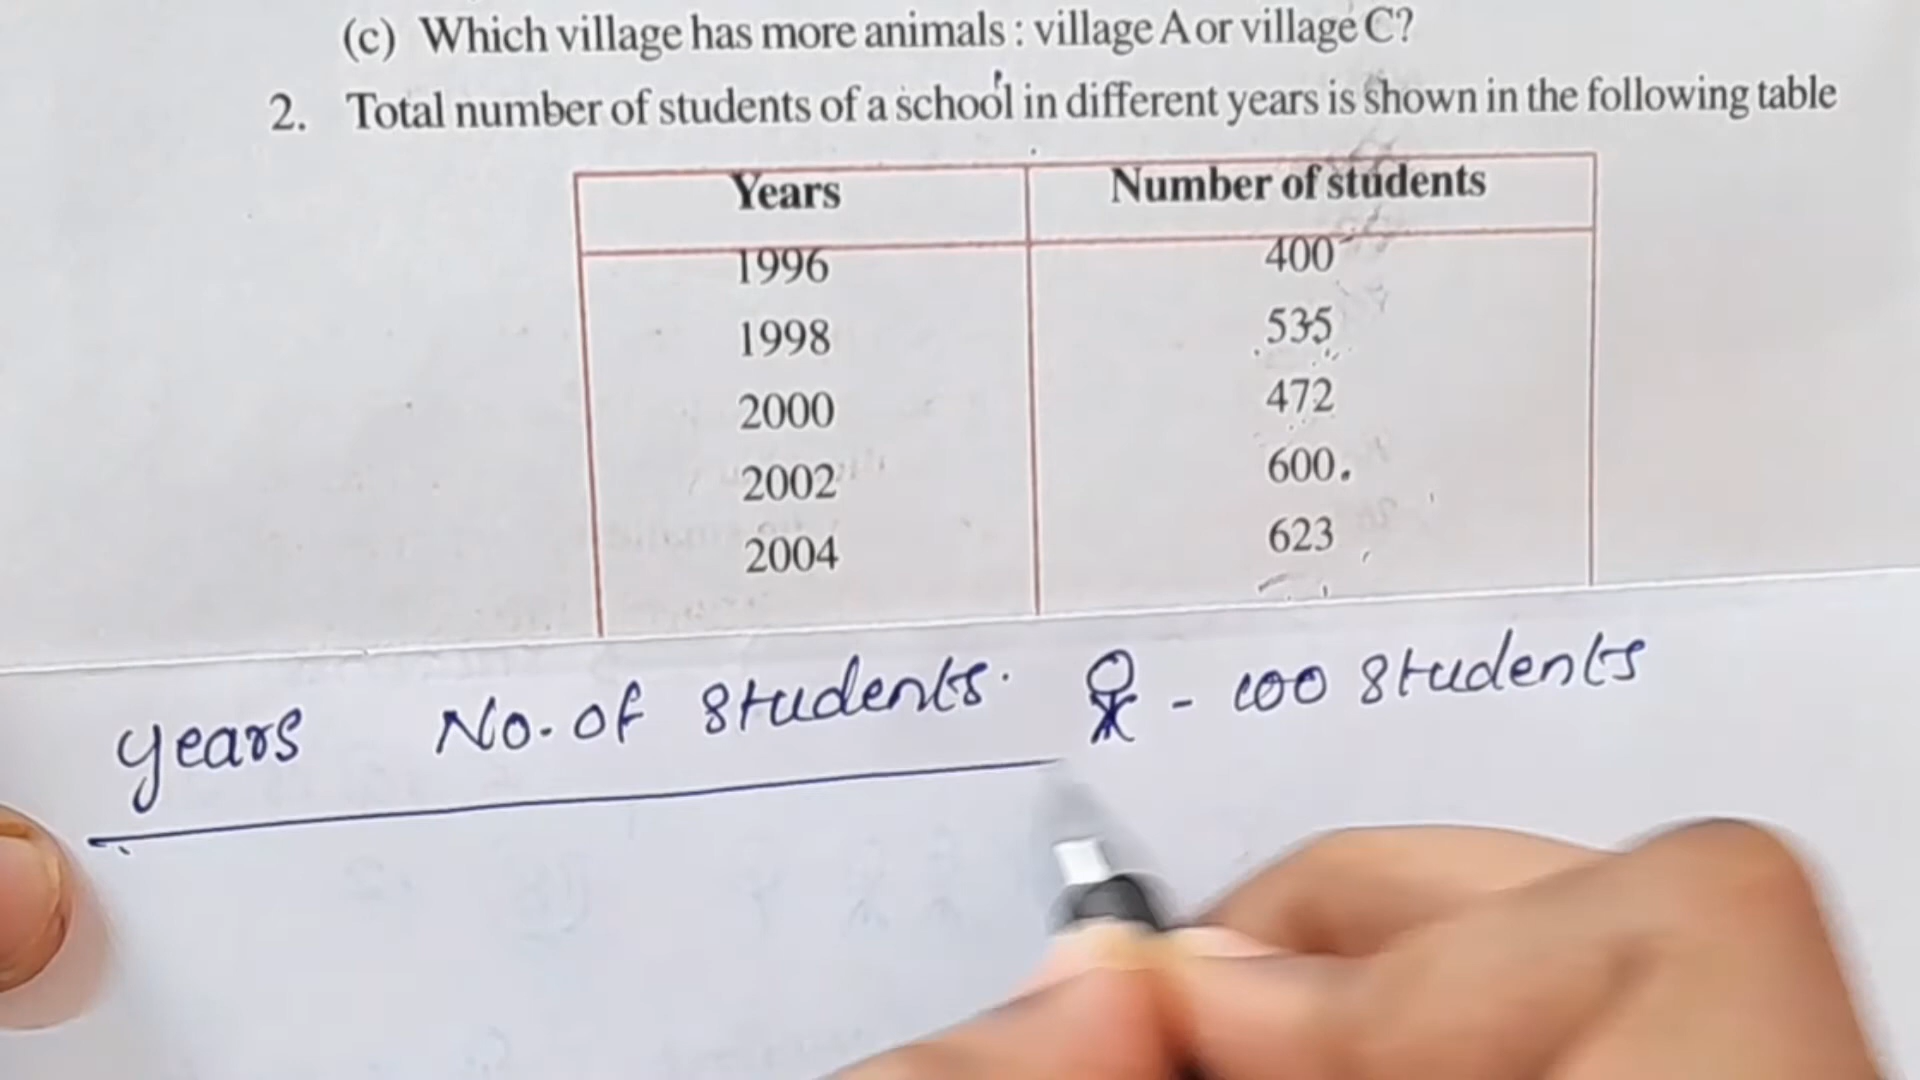 (c) Which village has more animals : village A or village C?
2. Total number of students of a school in different years is shown in the following table
Years Number of students
1996 400
1998 535
2000 472
2002 600
2004 623
years No. of students. - 100 students